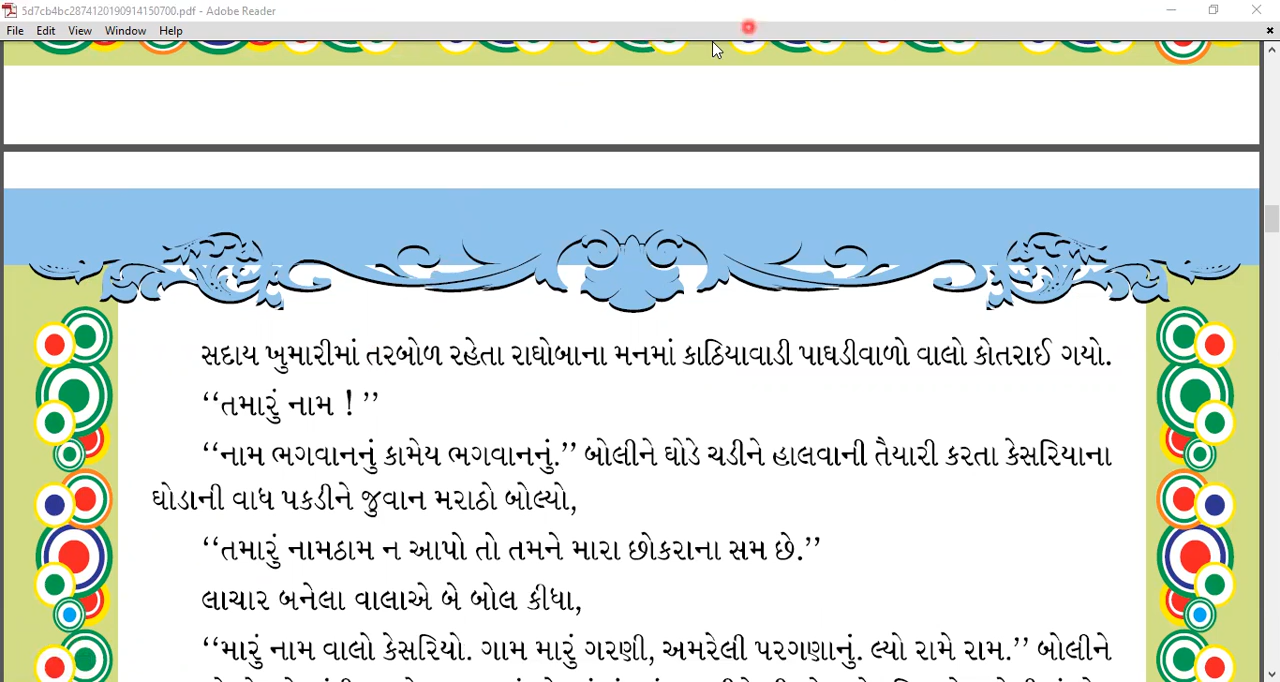 5d7cb4bc2874120190914150700.pdf - Adobe Reader
File Edit View Window Help
સદાય ખુમારીમાં તરબોળ રહેતા રાઘોબાના મનમાં કાઠિયાવાડી પાઘડીવાળો વાલો કોતરાઈ ગયો.
‘‘તમારું નામ ! ’’
‘‘નામ ભગવાનનું કામેય ભગવાનનું.’’ બોલીને ઘોડે ચડીને હાલવાની તૈયારી કરતા કેસરિયાના
ઘોડાની વાઘ પકડીને જુવાન મરાઠો બોલ્યો,
‘‘તમારું નામઠામ ન આપો તો તમને મારા છોકરાના સમ છે.’’
લાચાર બનેલા વાલાએ બે બોલ કીધા,
‘‘મારું નામ વાલો કેસરિયો. ગામ મારું ગરણી, અમરેલી પરગણાનું. લ્યો રામે રામ.’’ બોલીને